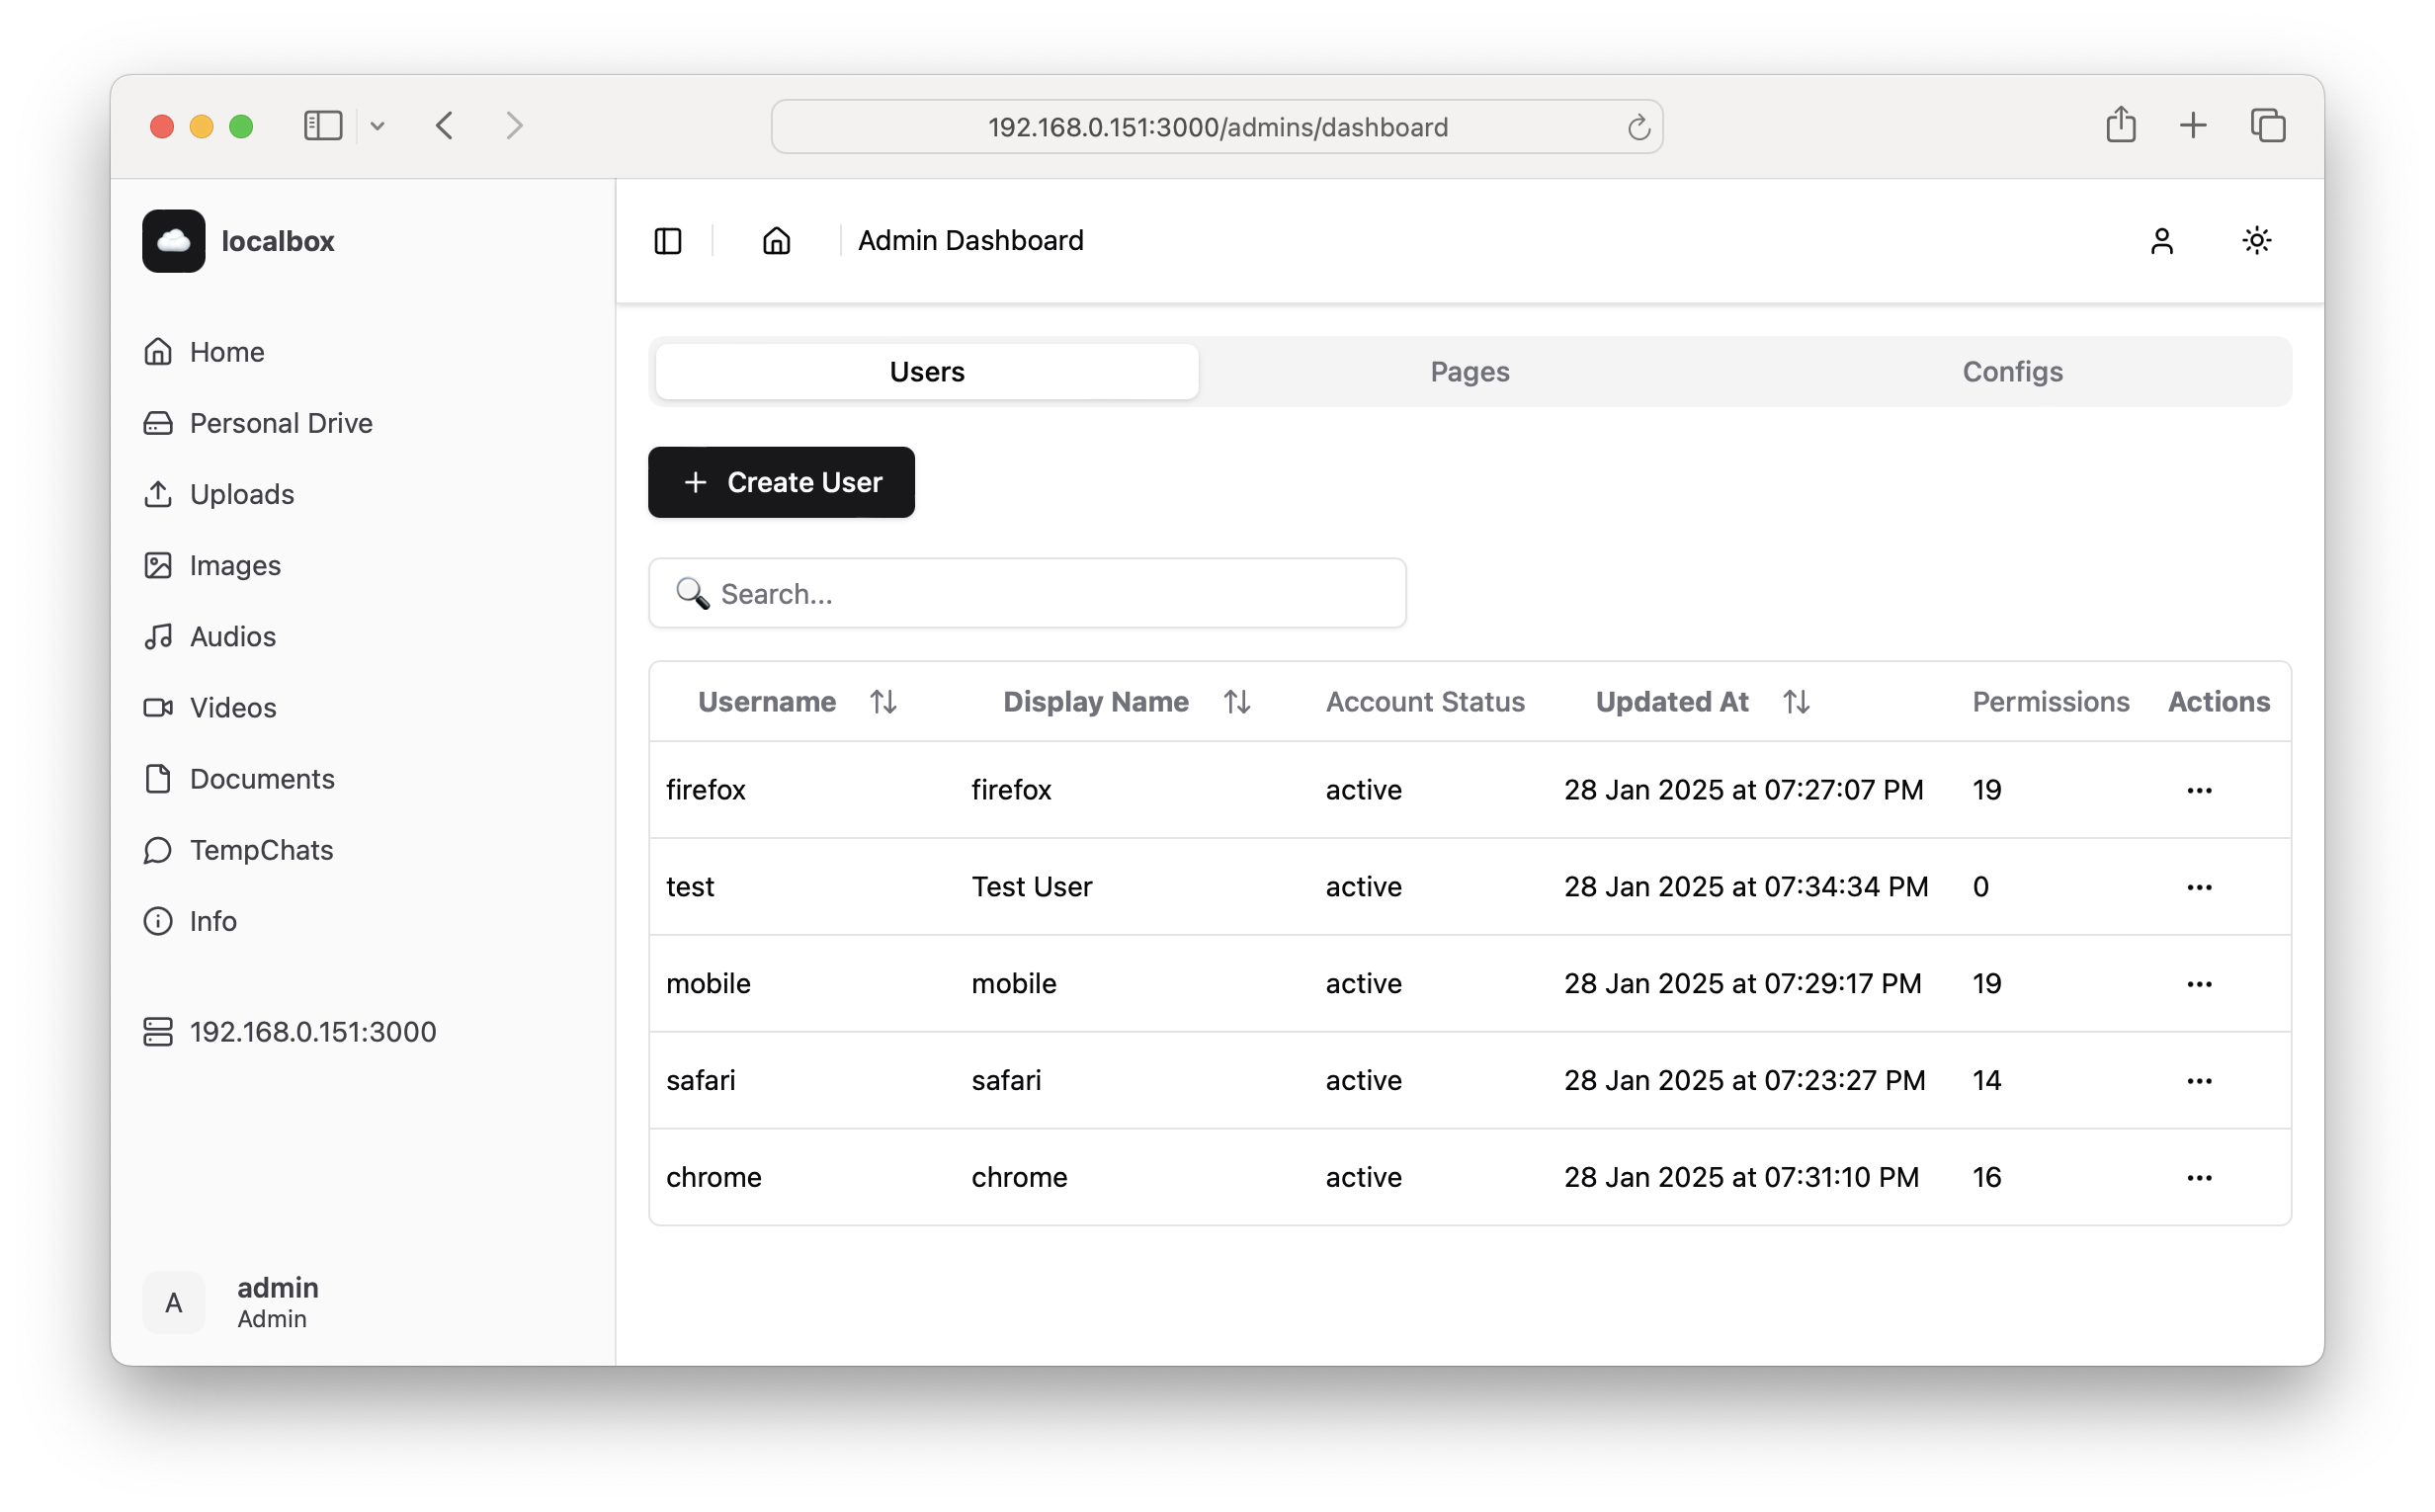 192.168.0.151:3000/admins/dashboard
localbox
Home
Personal Drive
Uploads
Images
Audios
Videos
Documents
TempChats
Info
192.168.0.151:3000
A
admin
Admin
Admin Dashboard
Users Pages Configs
+ Create User
Search...
Username Display Name Account Status Updated At Permissions Actions
firefox firefox active 28 Jan 2025 at 07:27:07 PM 19 ...
test Test User active 28 Jan 2025 at 07:34:34 PM 0 ...
mobile mobile active 28 Jan 2025 at 07:29:17 PM 19 ...
safari safari active 28 Jan 2025 at 07:23:27 PM 14 ...
chrome chrome active 28 Jan 2025 at 07:31:10 PM 16 ...